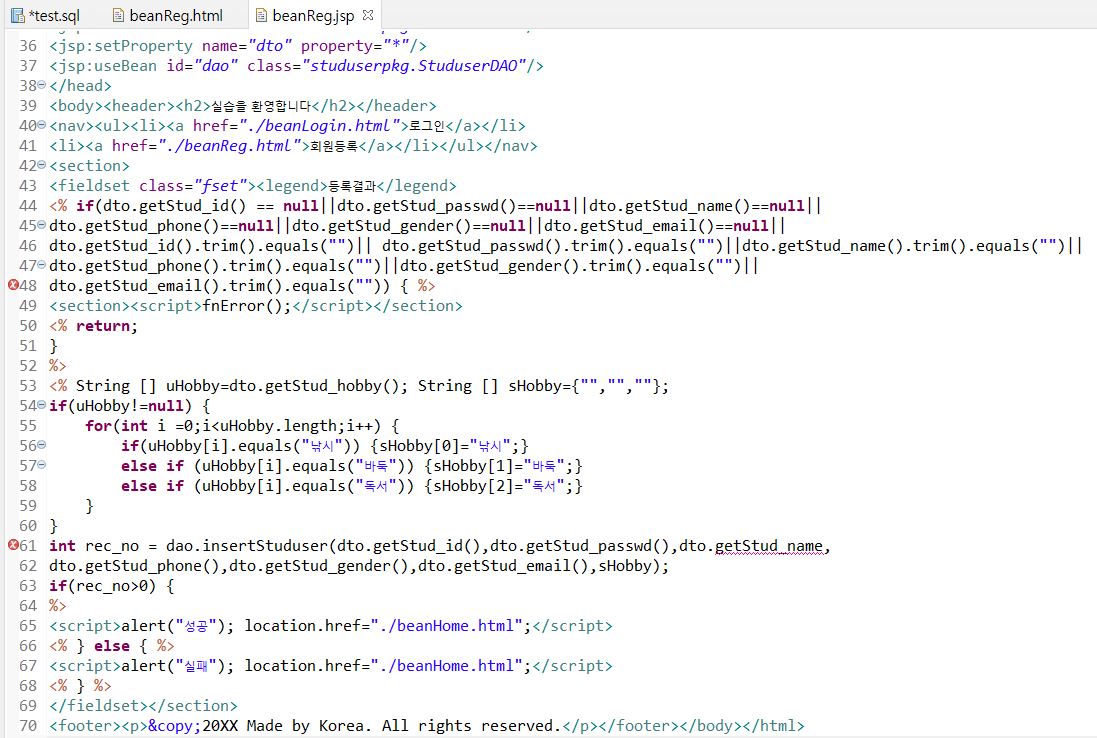 *test.sql beanReg.html beanReg.jsp
36 <jsp:setProperty name="dto" property="*"/>
37 <jsp:useBean id="dao" class="studuserpkg.StuduserDAO"/>
38 </head>
39 <body><header><h2>실습을 환영합니다</h2></header>
40 <nav><ul><li><a href="./beanLogin.html">로그인</a></li>
41 <li><a href="./beanReg.html">회원등록</a></li></ul></nav>
42 <section>
43 <fieldset class="fset"><legend>등록결과</legend>
44 <% if(dto.getStud_id() == null||dto.getStud_passwd()==null||dto.getStud_name()==null||
45 dto.getStud_phone()==null||dto.getStud_gender()==null||dto.getStud_email()==null||
46 dto.getStud_id().trim().equals("")|| dto.getStud_passwd().trim().equals("")||dto.getStud_name().trim().equals("")||
47 dto.getStud_phone().trim().equals("")||dto.getStud_gender().trim().equals("")||
48 dto.getStud_email().trim().equals("")) { %>
49 <section><script>fnError();</script></section>
50 <% return;
51 }
52 %>
53 <% String [] uHobby=dto.getStud_hobby(); String [] sHobby={"","",""};
54 if(uHobby!=null) {
55 for(int i =0;i<uHobby.length;i++) {
56 if(uHobby[i].equals("낚시")) {sHobby[0]="낚시";}
57 else if (uHobby[i].equals("바둑")) {sHobby[1]="바둑";}
58 else if (uHobby[i].equals("독서")) {sHobby[2]="독서";}
59 }
60 }
61 int rec_no = dao.insertStuduser(dto.getStud_id(),dto.getStud_passwd(),dto.getStud_name,
62 dto.getStud_phone(),dto.getStud_gender(),dto.getStud_email(),sHobby);
63 if(rec_no>0) {
64 %>
65 <script>alert("성공"); location.href="./beanHome.html";</script>
66 <% } else { %>
67 <script>alert("실패"); location.href="./beanHome.html";</script>
68 <% } %>
69 </fieldset></section>
70 <footer><p>&copy;20XX Made by Korea. All rights reserved.</p></footer></body></html>